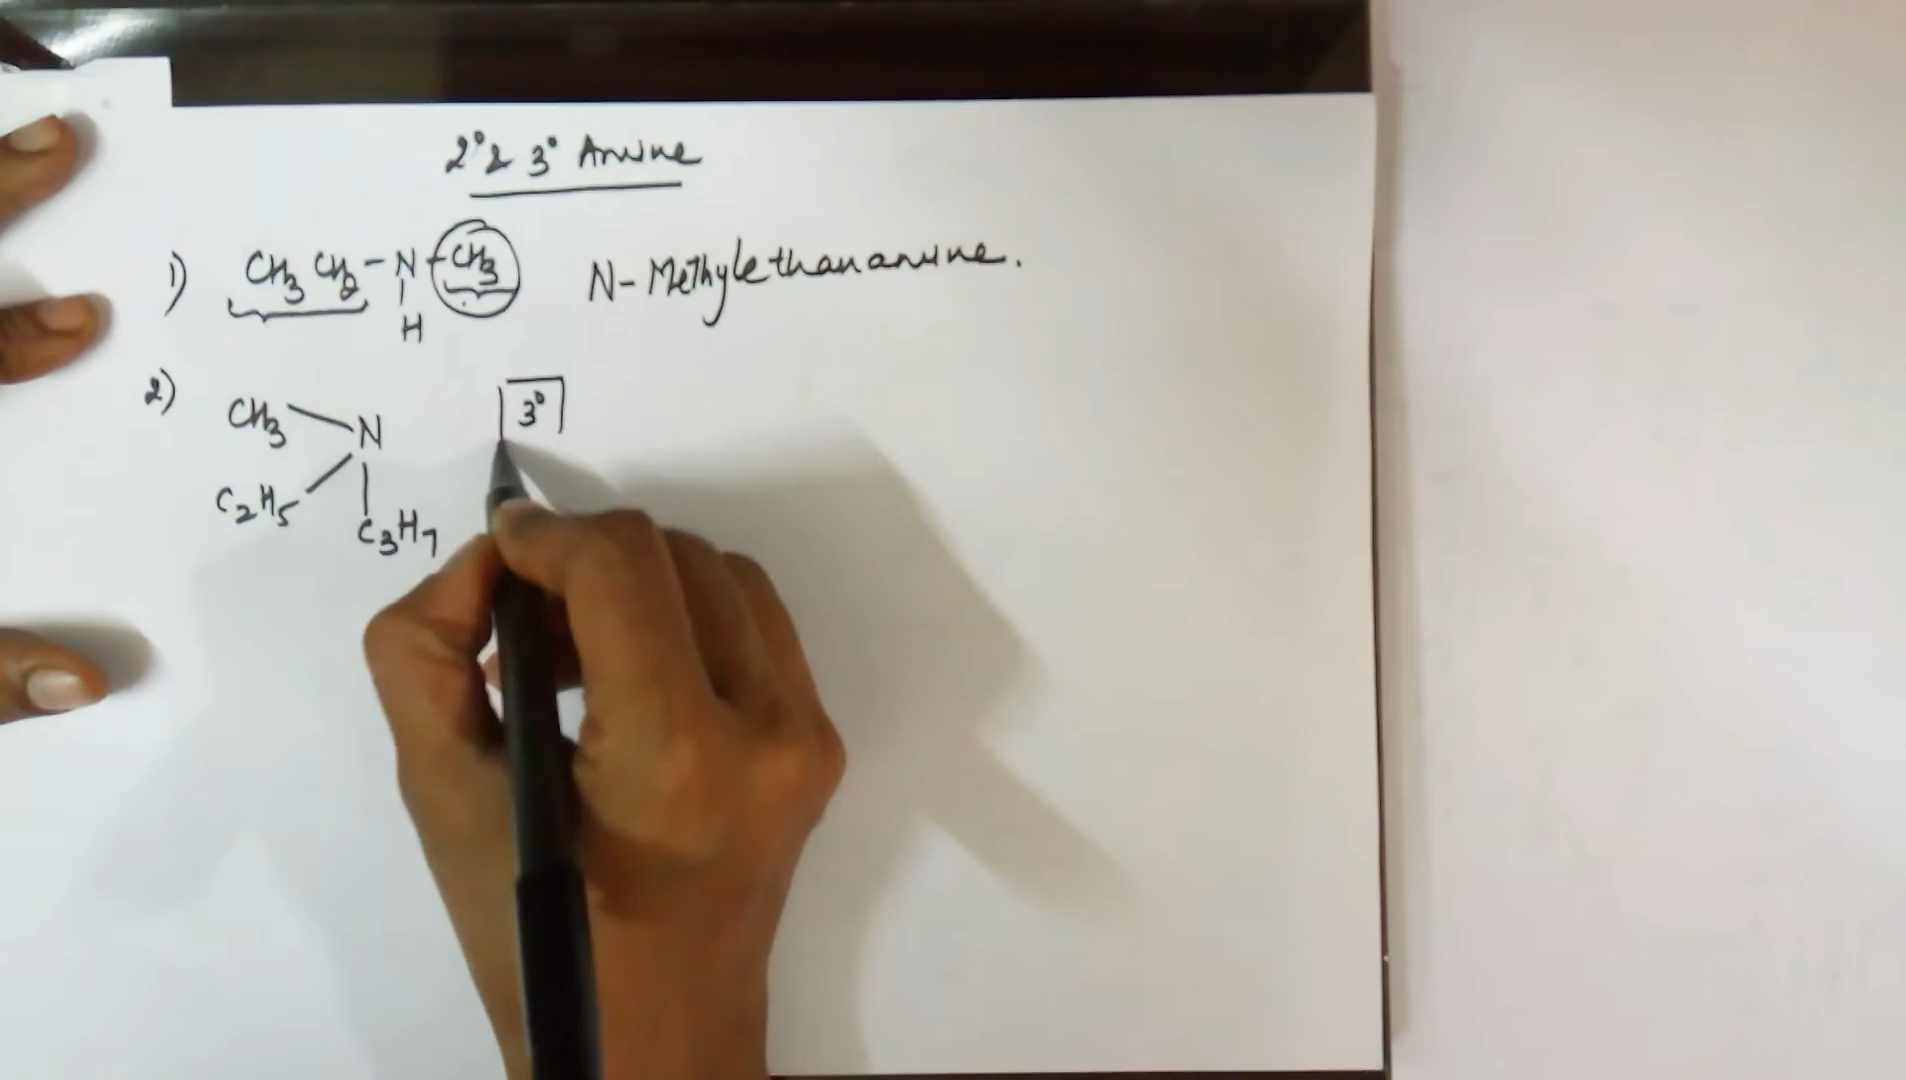 2° & 3° Amine
1) CH3 CH2 - N - CH3 N- Methylethanamine.
H
2) CH3 N 3°
C2H5 C3H7